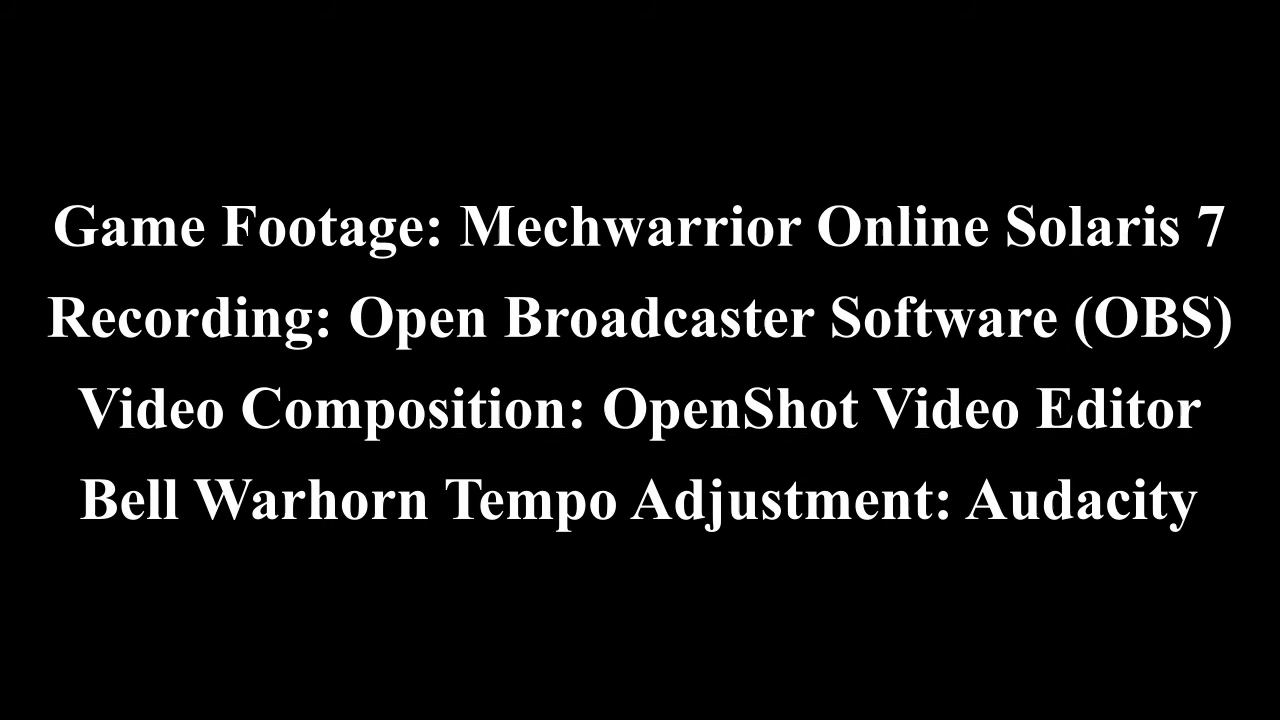 Game Footage: Mechwarrior Online Solaris 7
Recording: Open Broadcaster Software (OBS)
Video Composition: OpenShot Video Editor
Bell Warhorn Tempo Adjustment: Audacity